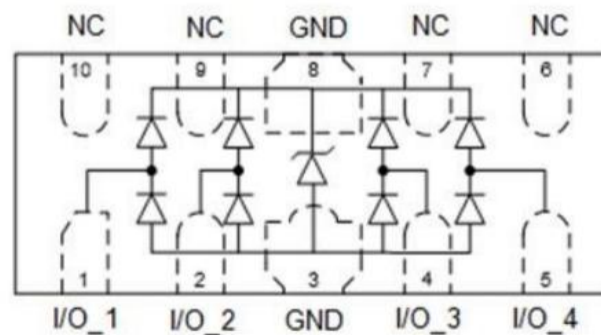 NC NC GND NC NC
10 9 8 7 6
1 2 3 4 5
I/O_1 I/O_2 GND I/O_3 I/O_4